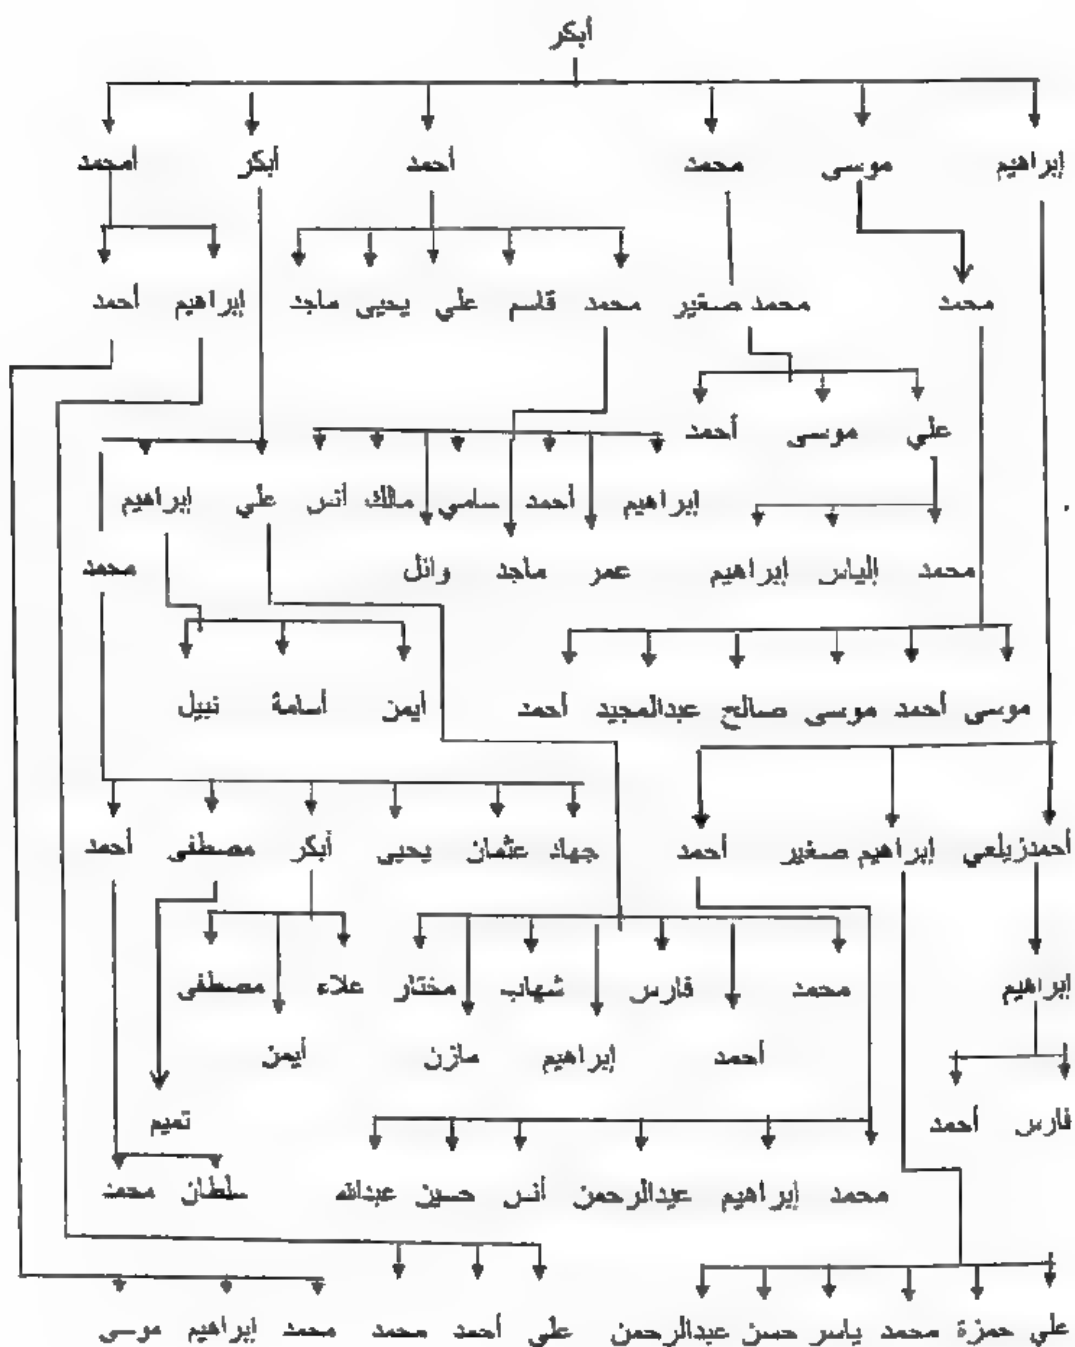 أبكر
إبراهيم موسى محمد أحمد أبكر أمحمد
محمد محمد صغير محمد قاسم علي يحيى ماجد إبراهيم أحمد
علي موسى أحمد
إبراهيم أحمد سامي مالك أنس علي إبراهيم
محمد إلياس إبراهيم عمر ماجد وائل محمد
موسى أحمد موسى صالح عبدالمجيد أحمد أيمن أسامة نبيل
أحمدزيلعي إبراهيم صغير أحمد جهاد عثمان يحيى أبكر مصطفى أحمد
إبراهيم محمد فارس شهاب مختار علاء مصطفى
أحمد إبراهيم مازن أيمن
فارس أحمد تميم
محمد إبراهيم عبدالرحمن أنس حسين عبدالله سلطان محمد
علي حمزة محمد ياسر حسن عبدالرحمن علي أحمد محمد محمد إبراهيم موسى